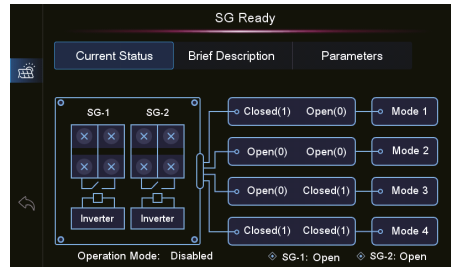 SG Ready
Current Status Brief Description Parameters
SG-1 SG-2
Inverter Inverter
Closed(1) Open(0) Mode 1
Open(0) Open(0) Mode 2
Open(0) Closed(1) Mode 3
Closed(1) Closed(1) Mode 4
Operation Mode: Disabled SG-1: Open SG-2: Open